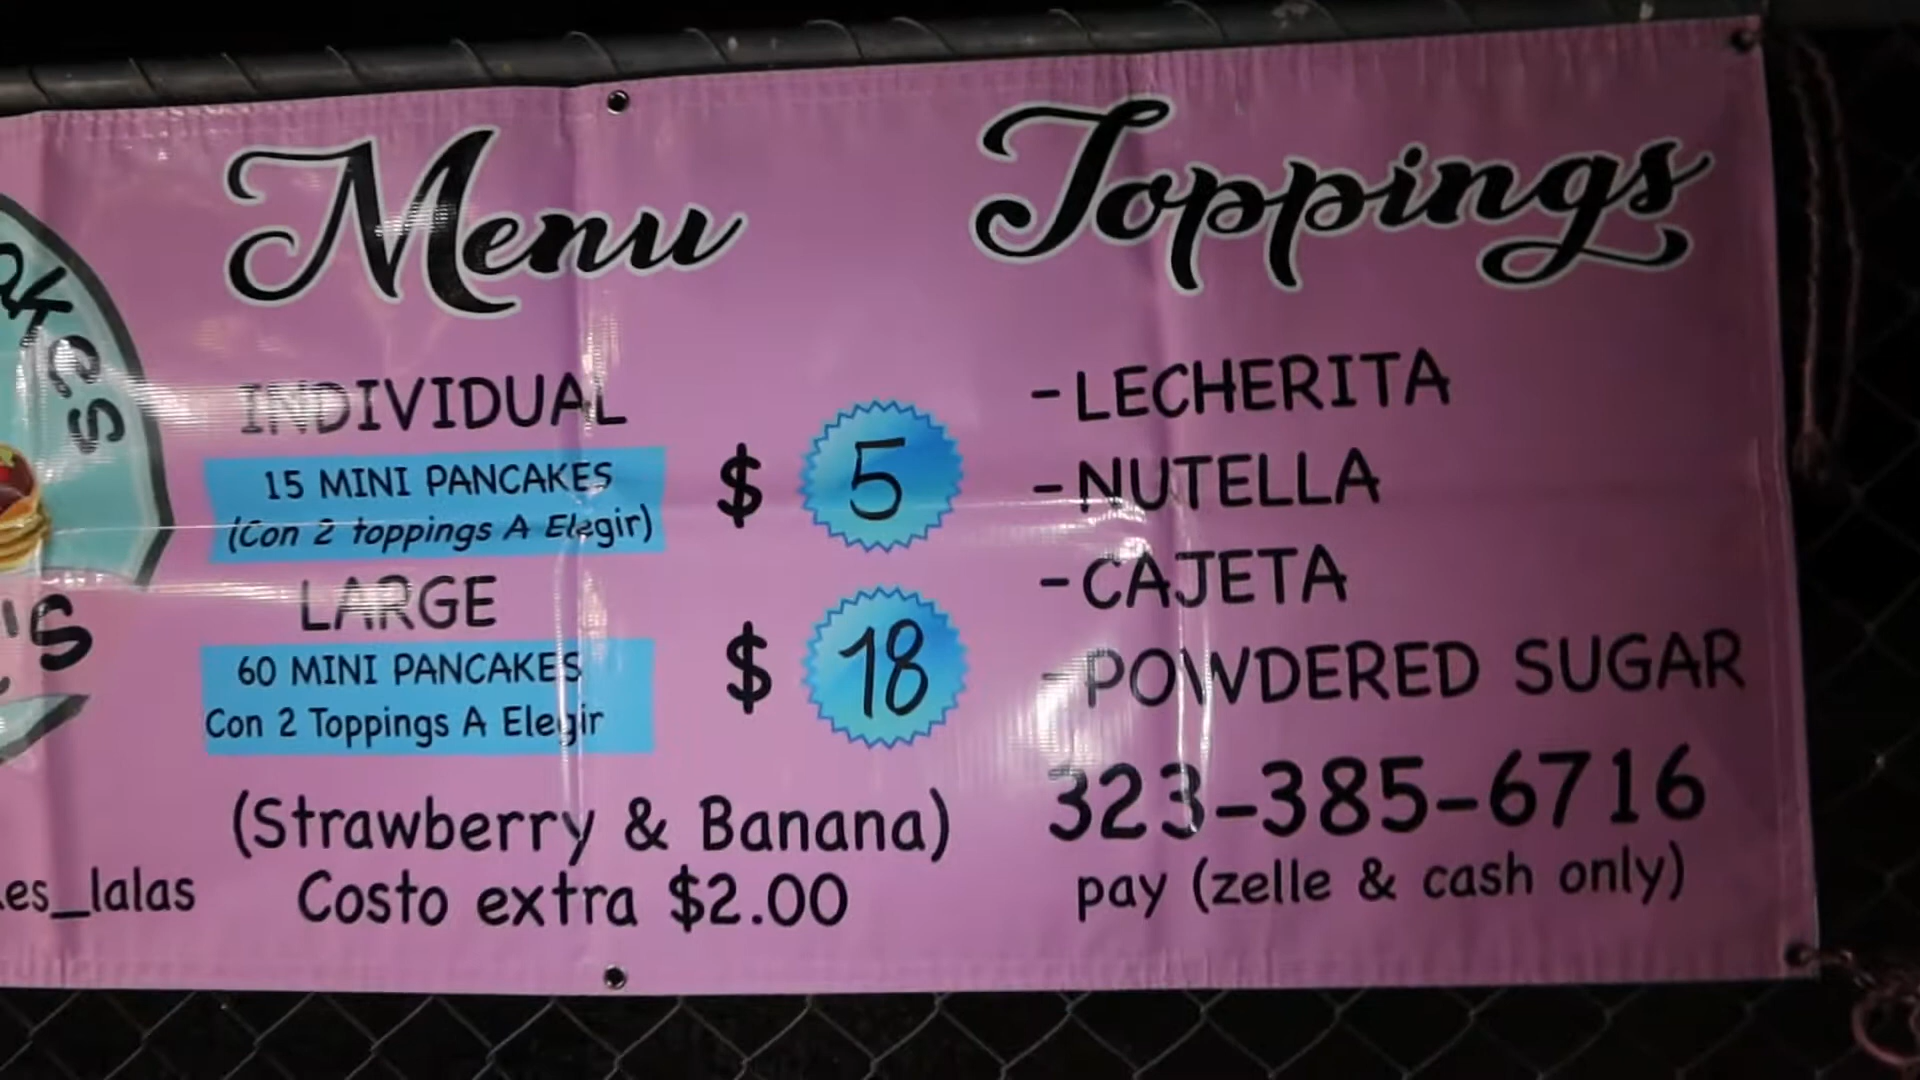 Menu
INDIVIDUAL
15 MINI PANCAKES
(Con 2 toppings A Elegir)
$ 5
LARGE
60 MINI PANCAKES
Con 2 Toppings A Elegir
$ 18
(Strawberry & Banana)
Costo extra $2.00
Toppings
-LECHERITA
-NUTELLA
-CAJETA
-POWDERED SUGAR
323-385-6716
pay (zelle & cash only)
akes
's
es_lalas